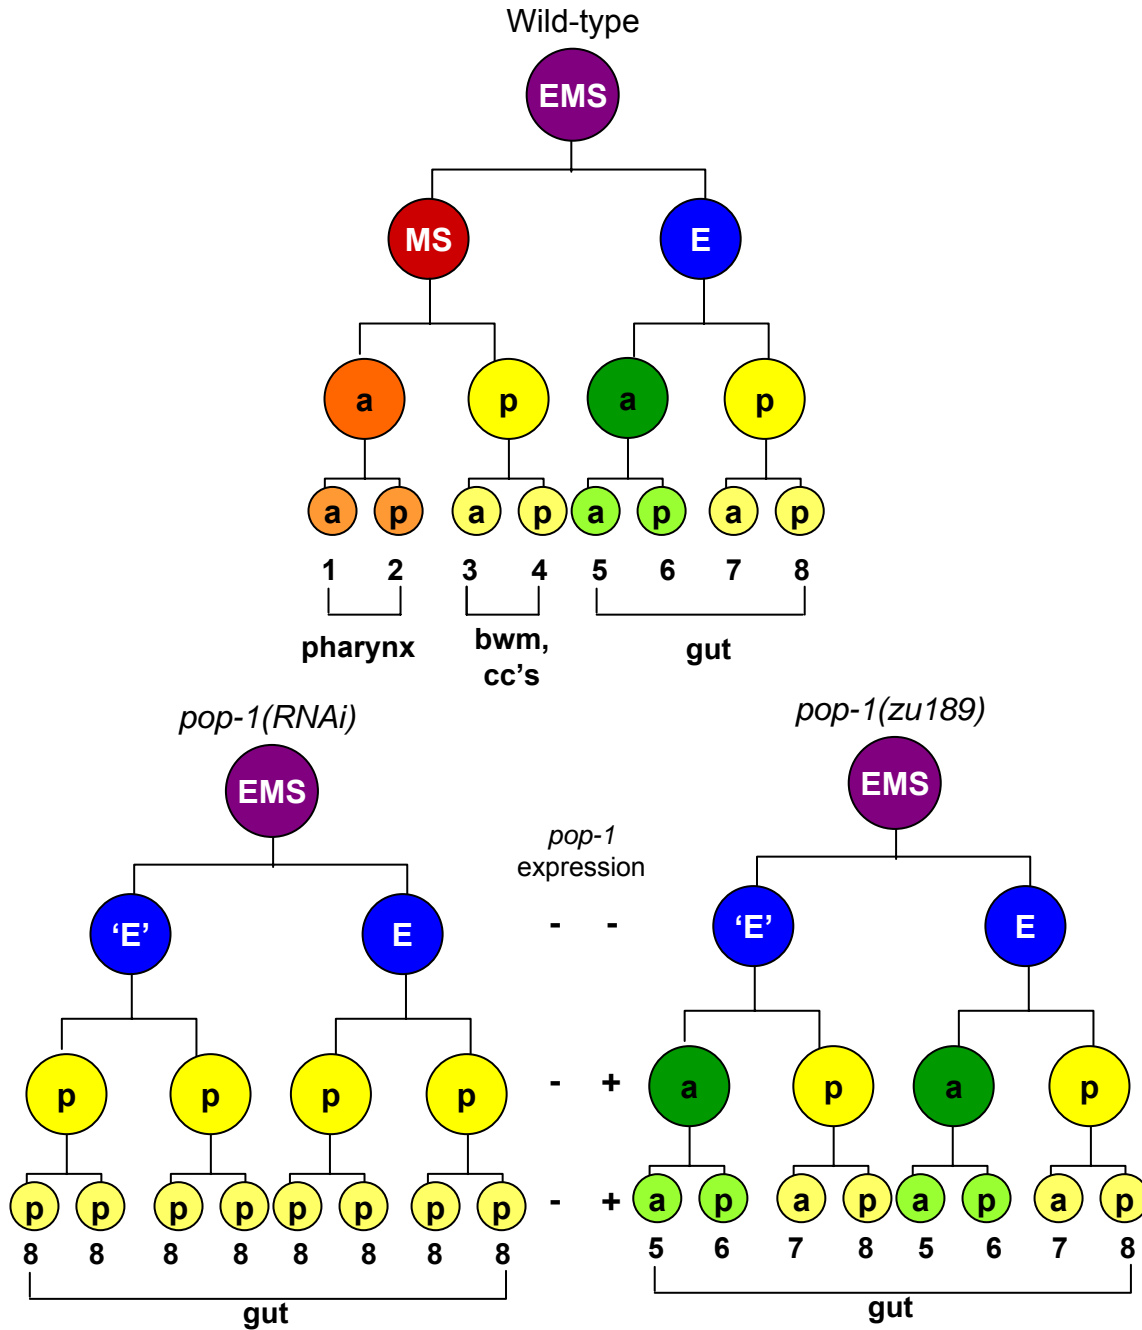 Wild-type
EMS
MS E
a p a p
a p a p a p a p
1 2 3 4 5 6 7 8
pharynx
bwm,
cc's
gut
pop-1(RNAi)
EMS
'E' E
p p p p
p p p p p p p p
8 8 8 8 8 8 8 8
gut
pop-1
expression
- -
- +
- +
pop-1(zu189)
EMS
'E' E
a p a p
a p a p a p a p
5 6 7 8 5 6 7 8
gut